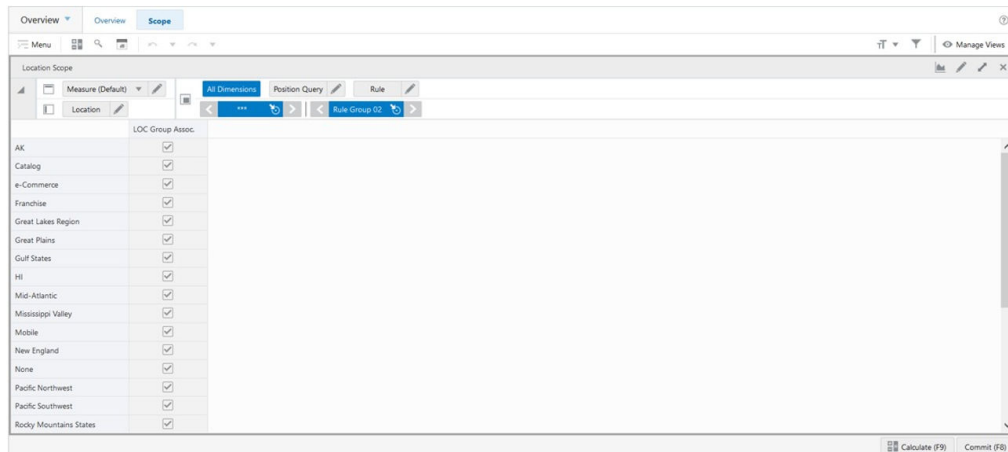 Overview Overview Scope
Menu Manage Views
Location Scope
Measure (Default) All Dimensions Position Query Rule
Location *** Rule Group 02
LOC Group Assoc.
AK
Catalog
e-Commerce
Franchise
Great Lakes Region
Great Plains
Gulf States
HI
Mid-Atlantic
Mississippi Valley
Mobile
New England
None
Pacific Northwest
Pacific Southwest
Rocky Mountains States
Calculate (F9) Commit (F8)